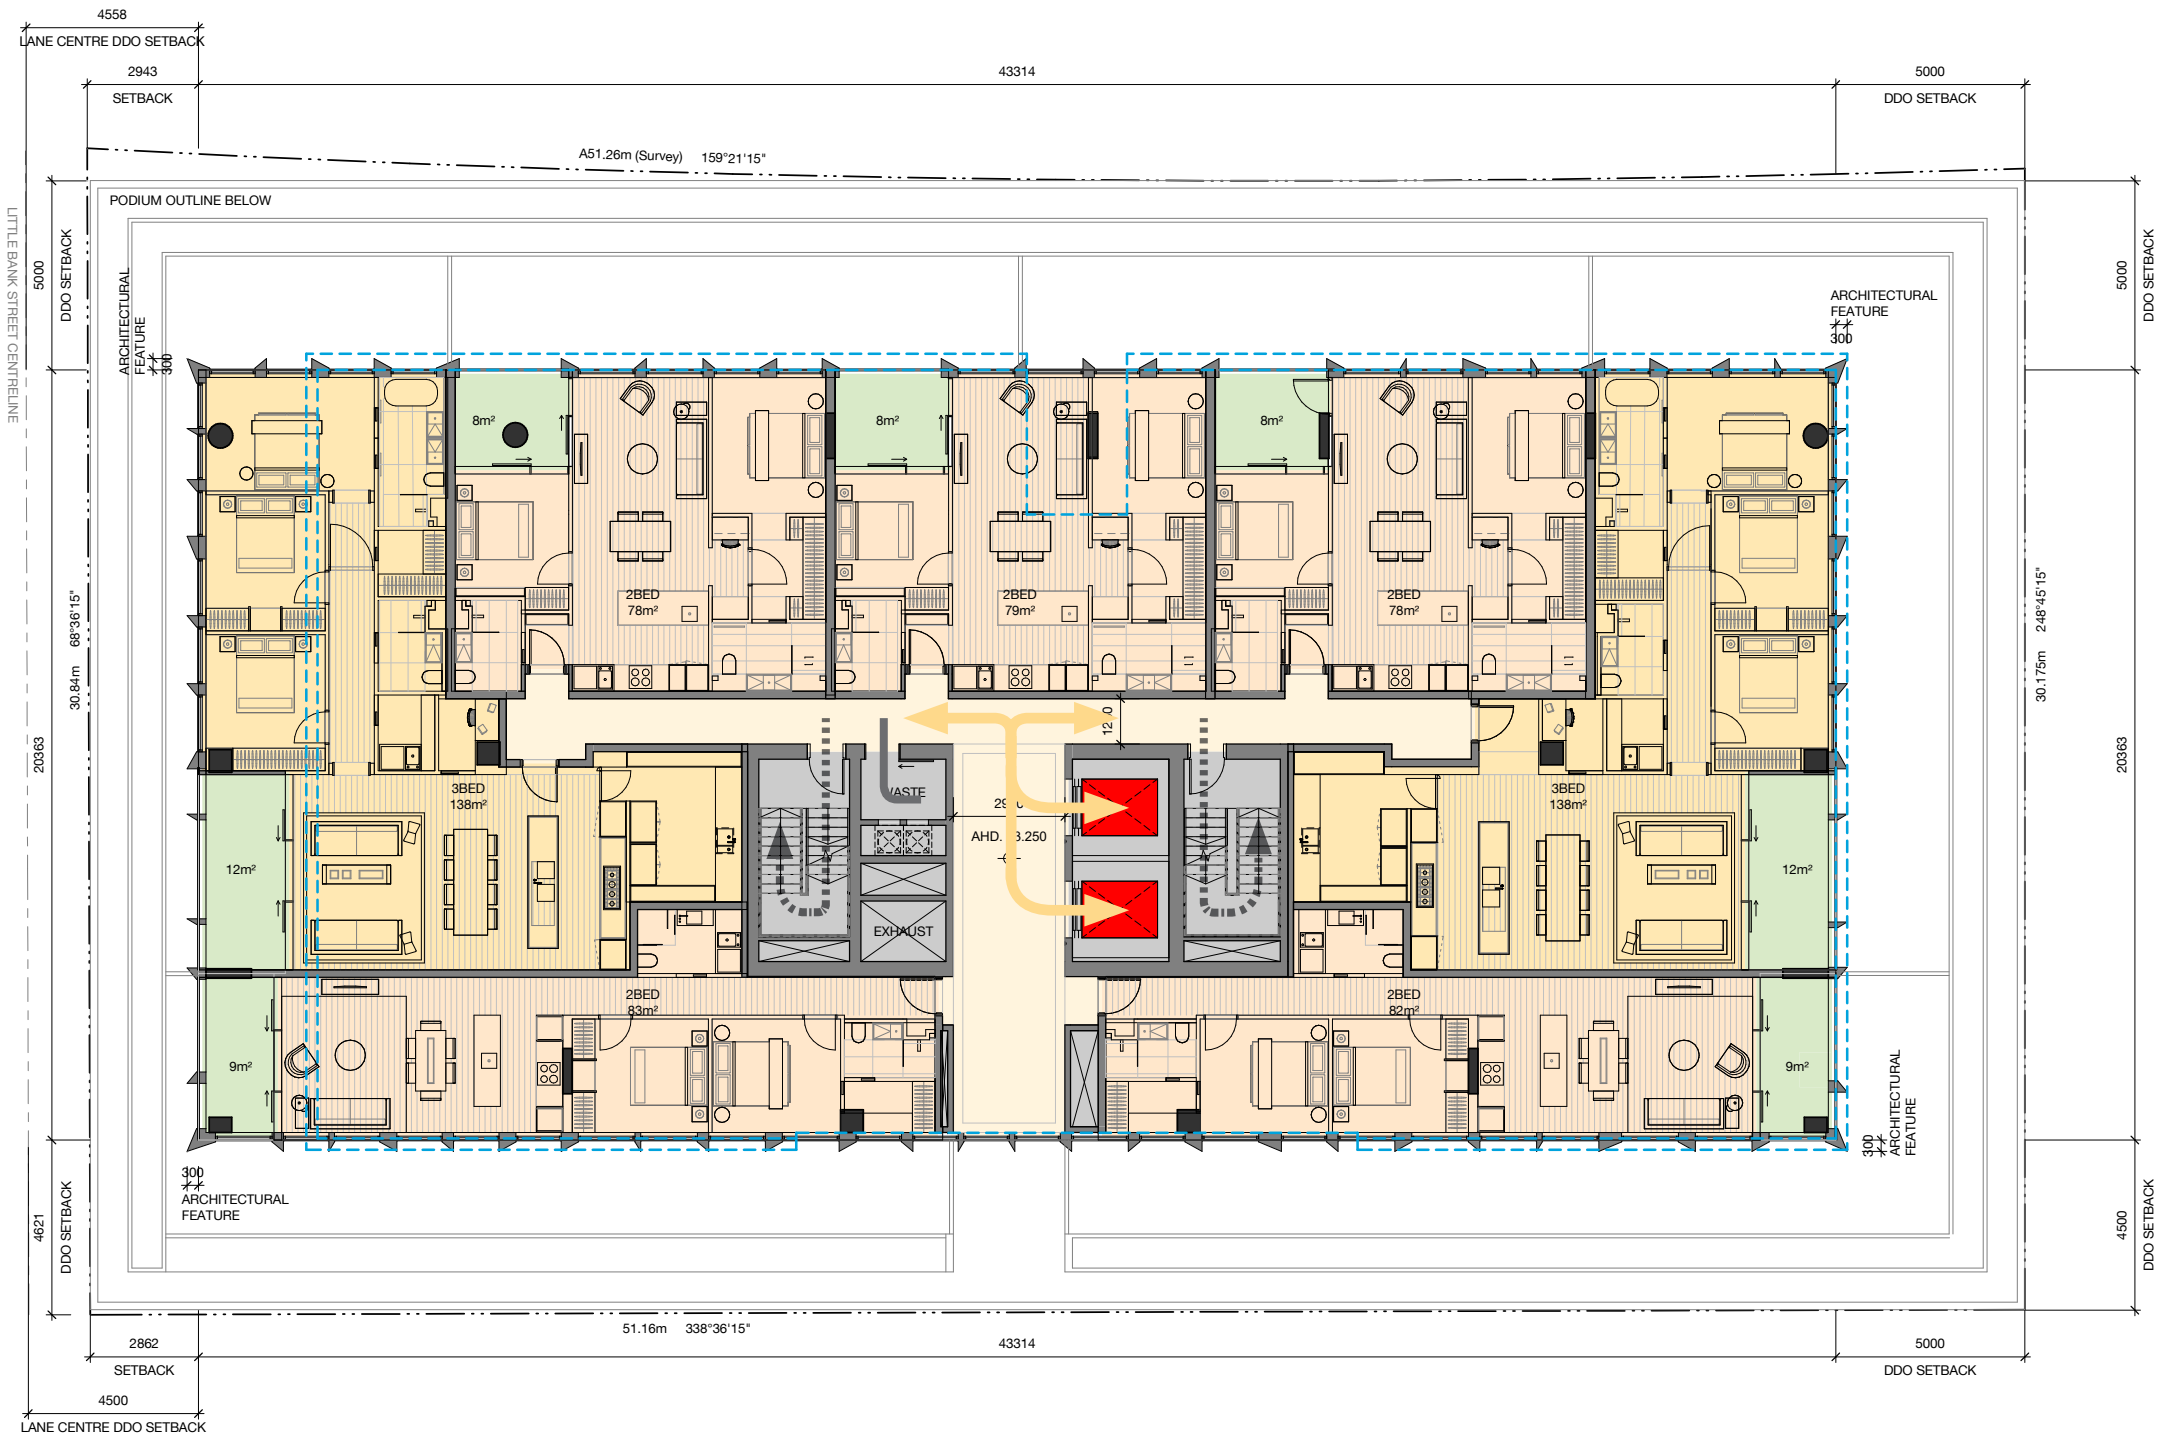 4558
LANE CENTRE DDO SETBACK
2943
43314
5000
SETBACK
DDO SETBACK
A51.26m (Survey) 159°21'15"
PODIUM OUTLINE BELOW
LITTLE BANK STREET CENTRELINE
5000
DDO SETBACK
ARCHITECTURAL
FEATURE
300
ARCHITECTURAL
FEATURE
300
5000
DDO SETBACK
8m²
8m²
8m²
2BED
78m²
2BED
79m²
2BED
78m²
30.84m 68°36'15"
30.175m 248°45'15"
20363
20363
3BED
138m²
3BED
138m²
AHD.
EXHAUST
12m²
12m²
2BED
83m²
2BED
82m²
9m²
9m²
300
ARCHITECTURAL
FEATURE
300
ARCHITECTURAL
FEATURE
4621
DDO SETBACK
4500
DDO SETBACK
51.16m 338°36'15"
2862
43314
5000
SETBACK
DDO SETBACK
4500
LANE CENTRE DDO SETBACK